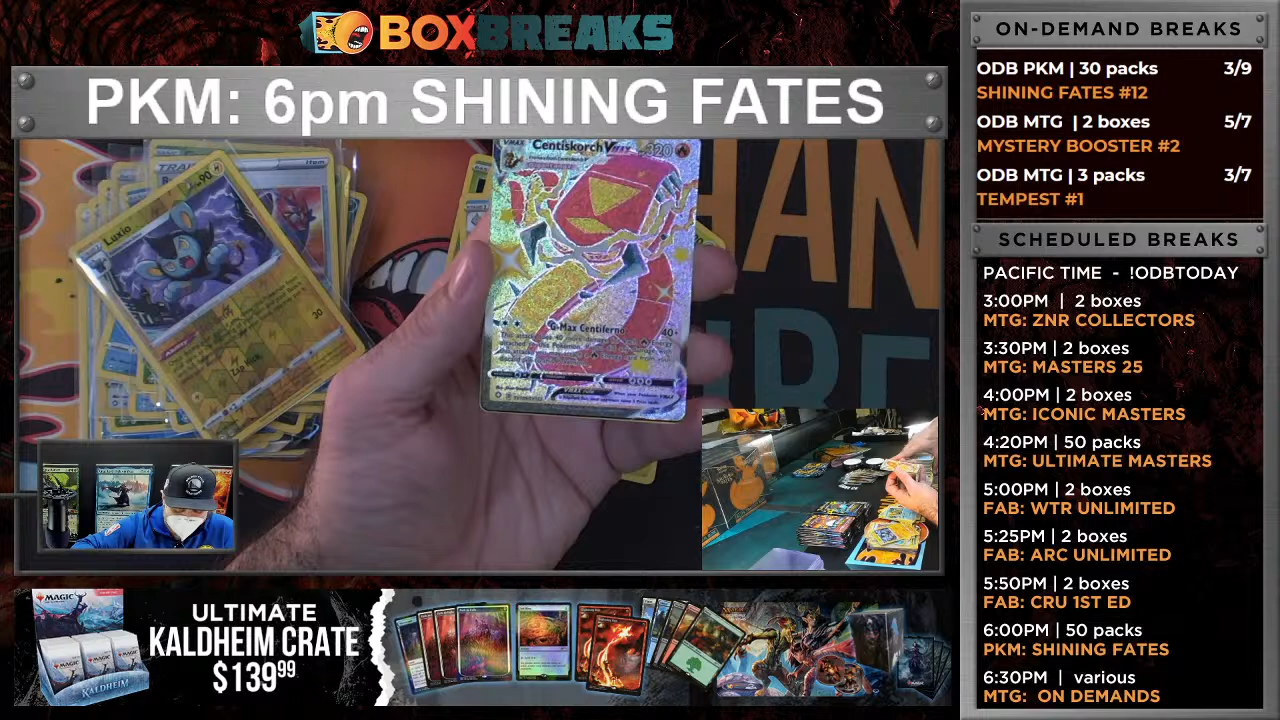 BOXBREAKS
PKM: 6pm SHINING FATES
Luxio
90
Item
30
VMAX
Centiskorch VMAX
320
G-Max Centiferno
40+
HAN
ULTIMATE
KALDHEIM CRATE
$139.99
MAGIC
KALDHEIM
ON-DEMAND BREAKS
ODB PKM | 30 packs 3/9
SHINING FATES #12
ODB MTG | 2 boxes 5/7
MYSTERY BOOSTER #2
ODB MTG | 3 packs 3/7
TEMPEST #1
SCHEDULED BREAKS
PACIFIC TIME - !ODBTODAY
3:00PM | 2 boxes
MTG: ZNR COLLECTORS
3:30PM | 2 boxes
MTG: MASTERS 25
4:00PM | 2 boxes
MTG: ICONIC MASTERS
4:20PM | 50 packs
MTG: ULTIMATE MASTERS
5:00PM | 2 boxes
FAB: WTR UNLIMITED
5:25PM | 2 boxes
FAB: ARC UNLIMITED
5:50PM | 2 boxes
FAB: CRU 1ST ED
6:00PM | 50 packs
PKM: SHINING FATES
6:30PM | various
MTG: ON DEMANDS